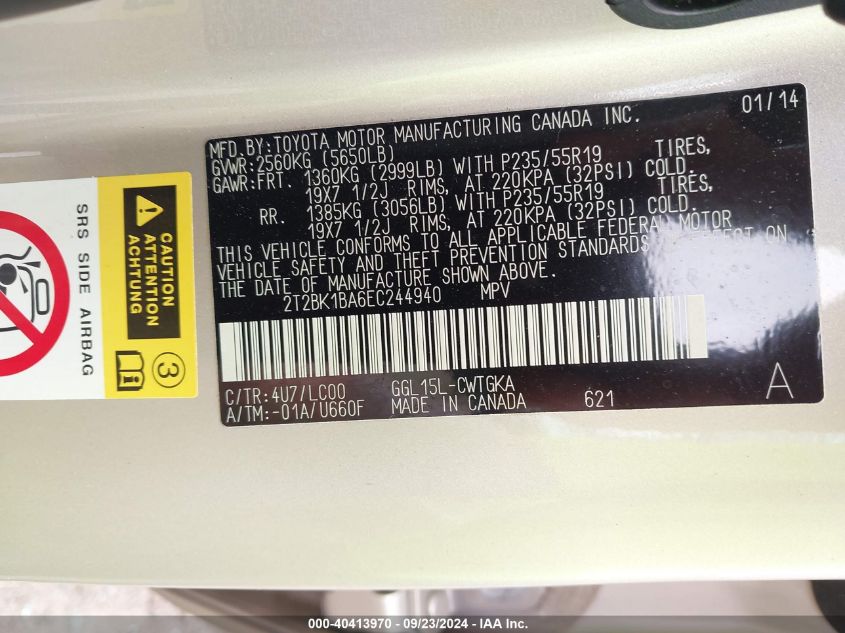 MFD.BY:TOYOTA MOTOR MANUFACTURING CANADA INC. 01/14
GVWR:2560KG (5650LB)
GAWR:FRT. 1360KG (2999LB) WITH P235/55R19 TIRES,
19X7 1/2J RIMS, AT 220KPA (32PSI) COLD.
RR. 1385KG (3056LB) WITH P235/55R19 TIRES,
19X7 1/2J RIMS, AT 220KPA (32PSI) COLD.
THIS VEHICLE CONFORMS TO ALL APPLICABLE FEDERAL MOTOR
VEHICLE SAFETY AND THEFT PREVENTION STANDARDS IN EFFECT ON
THE DATE OF MANUFACTURE SHOWN ABOVE.
2T2BK1BA6EC244940 MPV
C/TR:4U7/LC00 GGL15L-CWTGKA
A/TM:-01A/U660F MADE IN CANADA 621 A
SRS SIDE AIRBAG
CAUTION
ATTENTION
ACHTUNG
3
000-40413970 - 09/23/2024 - © IAA, Inc.